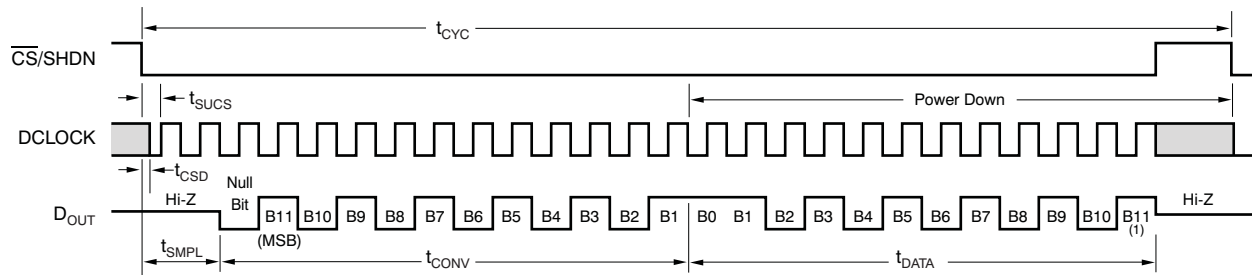 tCYC
CS/SHDN
tSUCS
Power Down
DCLOCK
tCSD
Null
Bit
Hi-Z
Hi-Z
DOUT
B11 B10 B9 B8 B7 B6 B5 B4 B3 B2 B1 B0 B1 B2 B3 B4 B5 B6 B7 B8 B9 B10 B11
(MSB)
(1)
tSMPL
tCONV
tDATA